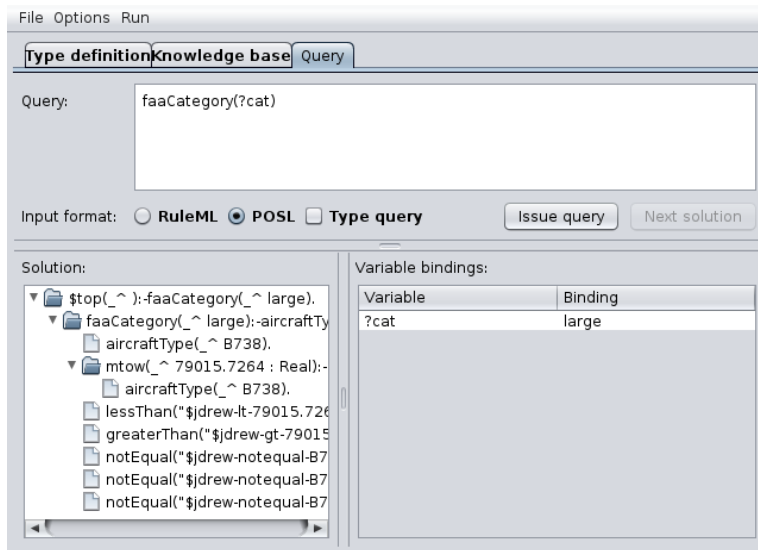 File Options Run
Type definition Knowledge base Query
Query:
faaCategory(?cat)
Input format: RuleML POSL Type query Issue query Next solution
Solution:
$top(_^ ):-faaCategory(_^ large).
faaCategory(_^ large):-aircraftTy
aircraftType(_^ B738).
mtow(_^ 79015.7264 : Real):-
aircraftType(_^ B738).
lessThan("$jdrew-lt-79015.726
greaterThan("$jdrew-gt-79015
notEqual("$jdrew-notequal-B7
notEqual("$jdrew-notequal-B7
notEqual("$jdrew-notequal-B7
Variable bindings:
Variable Binding
?cat large